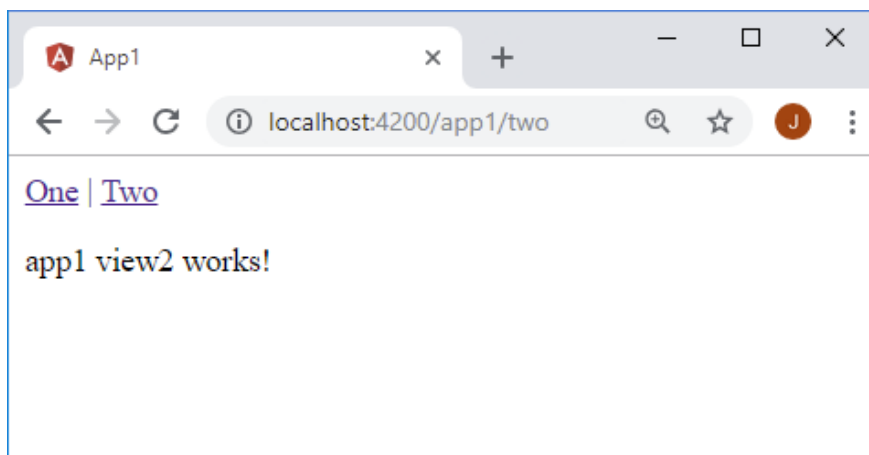 A App1
localhost:4200/app1/two
J
One | Two
app1 view2 works!